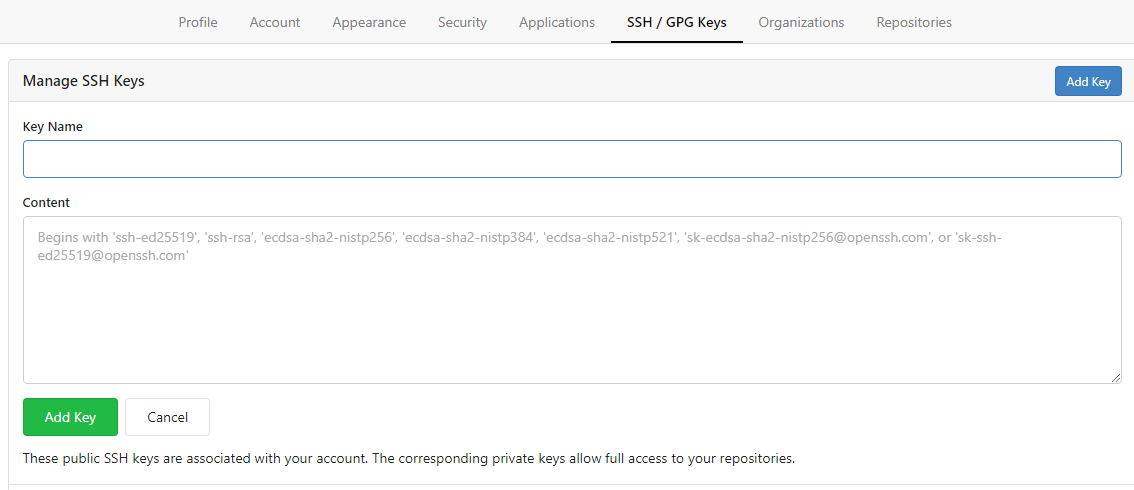 Profile Account Appearance Security Applications SSH / GPG Keys Organizations Repositories
Manage SSH Keys Add Key
Key Name
Content
Begins with 'ssh-ed25519', 'ssh-rsa', 'ecdsa-sha2-nistp256', 'ecdsa-sha2-nistp384', 'ecdsa-sha2-nistp521', 'sk-ecdsa-sha2-nistp256@openssh.com', or 'sk-ssh-
ed25519@openssh.com'
Add Key Cancel
These public SSH keys are associated with your account. The corresponding private keys allow full access to your repositories.